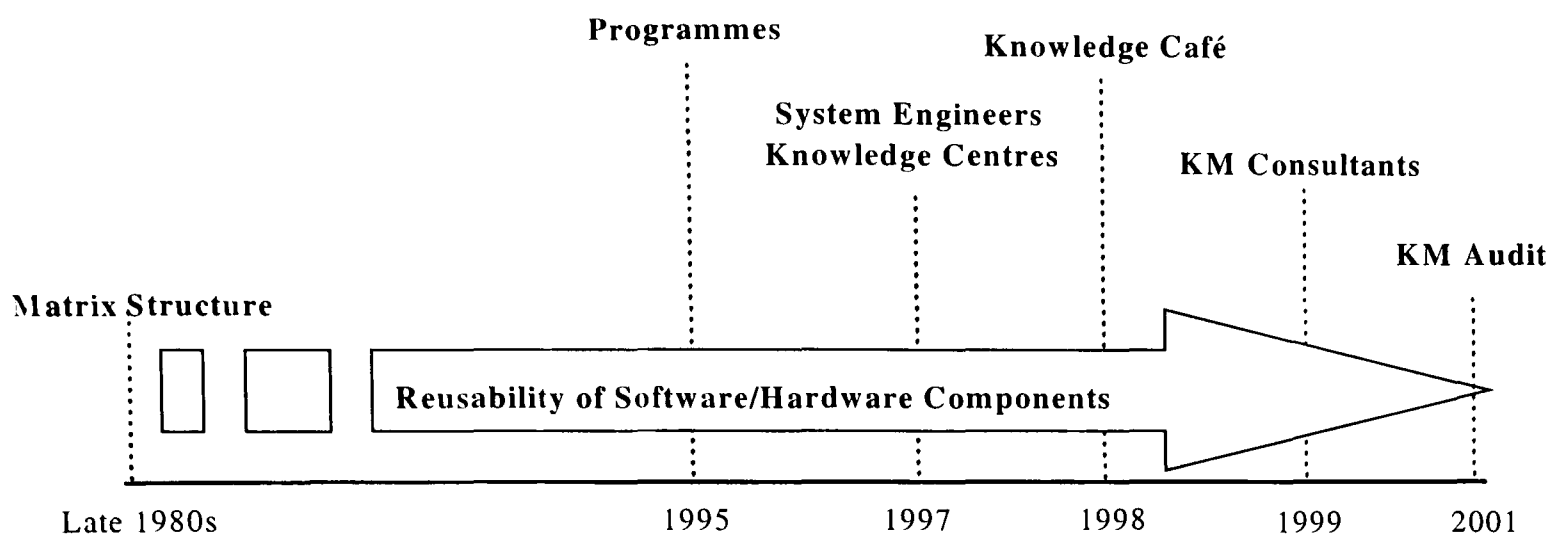 Programmes
Knowledge Café
System Engineers
Knowledge Centres
KM Consultants
KM Audit
Matrix Structure
Reusability of Software/Hardware Components
Late 1980s
1995
1997
1998
1999
2001